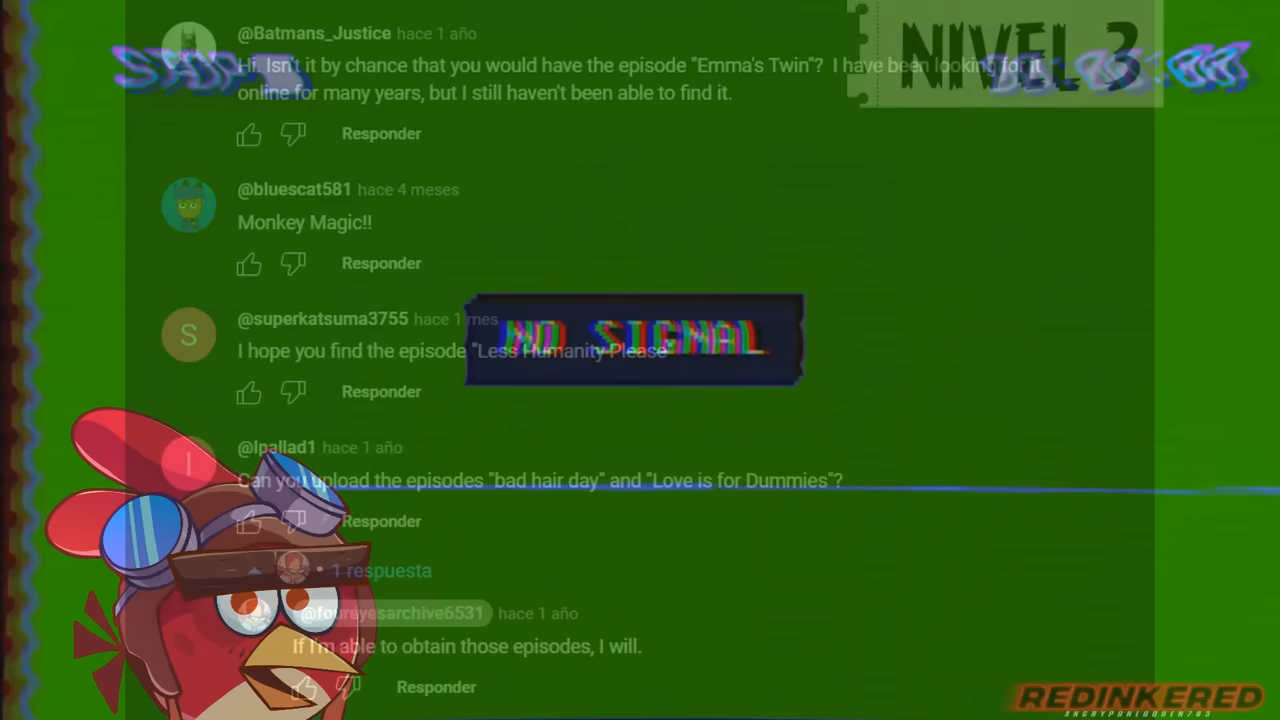 @Batmans_Justice hace 1 año
NIVEL 3
STOP
Hi, Isn't it by chance that you would have the episode "Emma's Twin"? I have been looking for it
online for many years, but I still haven't been able to find it.
Responder
@bluescat581 hace 4 meses
Monkey Magic!!
Responder
S
@superkatsuma3755 hace 1 mes
NO SIGNAL
I hope you find the episode "Less Humanity Please"
Responder
I
@lpallad1 hace 1 año
Can you upload the episodes "bad hair day" and "Love is for Dummies"?
Responder
1 respuesta
@foureyesarchive6531 hace 1 año
If I'm able to obtain those episodes, I will.
Responder
REDINKERED